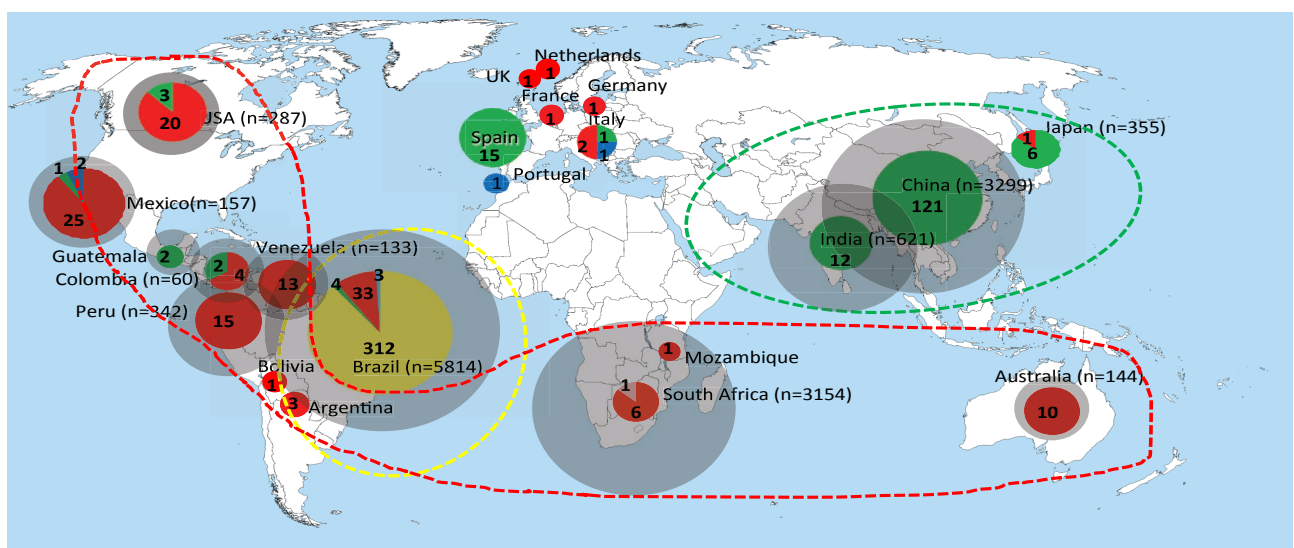 Netherlands
UK 1 1
Germany
France 1
1
Italy
3
20 USA (n=287)
Spain
15
2 1
1
Japan (n=355)
1
6
1 2
Mexico(n=157)
25
Portugal
1
China (n=3299)
121
Guatemala 2
Venezuela (n=133)
India (n=621)
12
Colombia (n=60)
2 4
13
4 3
33
Peru (n=342)
15
312
Brazil (n=5814)
1 Mozambique
Bolivia
1
3 Argentina
1
South Africa (n=3154)
6
Australia (n=144)
10